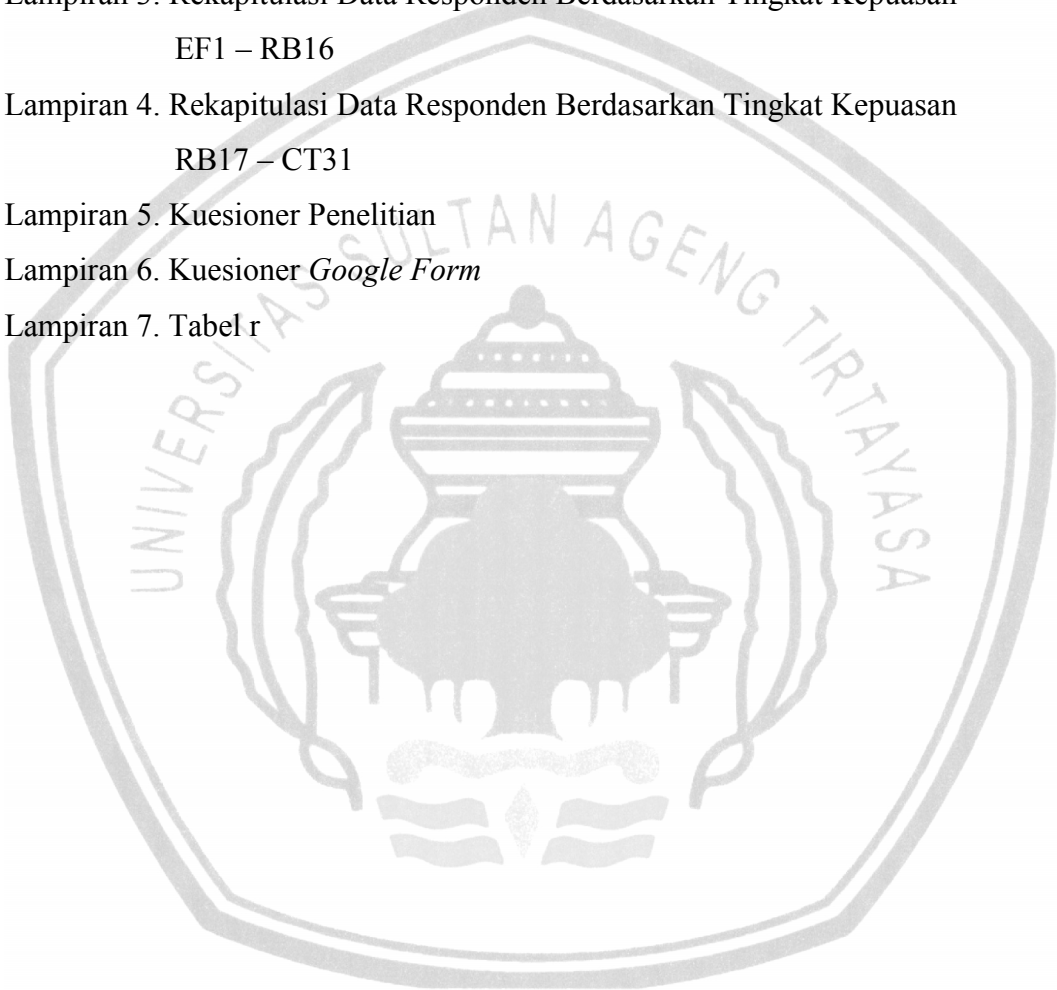 Lampiran 3. Rekapitulasi Data Responden Berdasarkan Tingkat Kepuasan
EF1 – RB16
Lampiran 4. Rekapitulasi Data Responden Berdasarkan Tingkat Kepuasan
RB17 – CT31
Lampiran 5. Kuesioner Penelitian
Lampiran 6. Kuesioner Google Form
Lampiran 7. Tabel r
UNIVERSITAS SULTAN AGENG TIRTAYASA